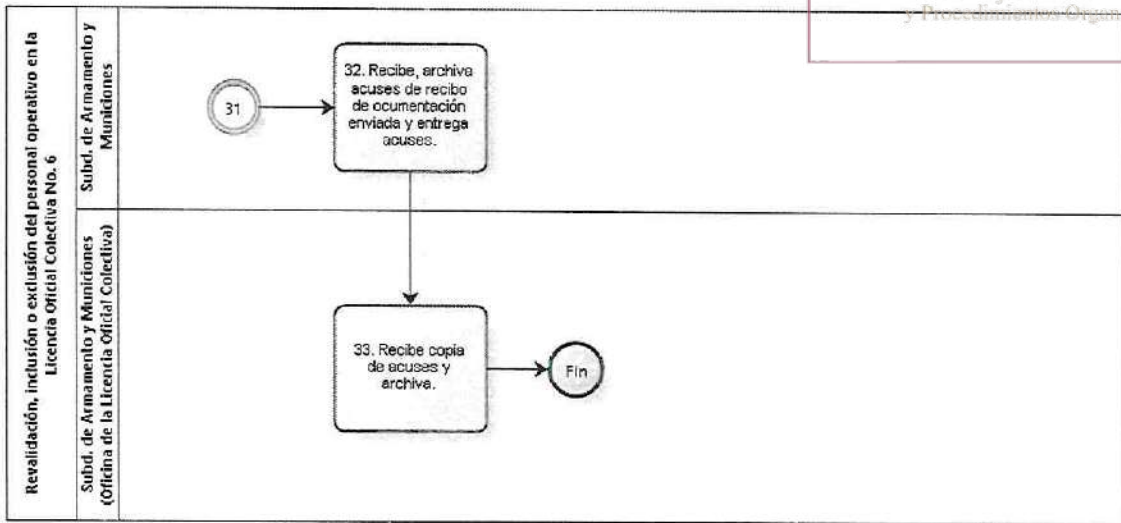 y Procedimientos Organ
Revalidación, inclusión o exclusión del personal operativo en la
Licencia Oficial Colectiva No. 6
Subd. de Armamento y
Municiones
31
32. Recibe, archiva
acuses de recibo
de ocumentación
enviada y entrega
acuses.
Subd. de Armamento y Municiones
(Oficina de la Licencia Oficial Colectiva)
33. Recibe copia
de acuses y
archiva.
Fin